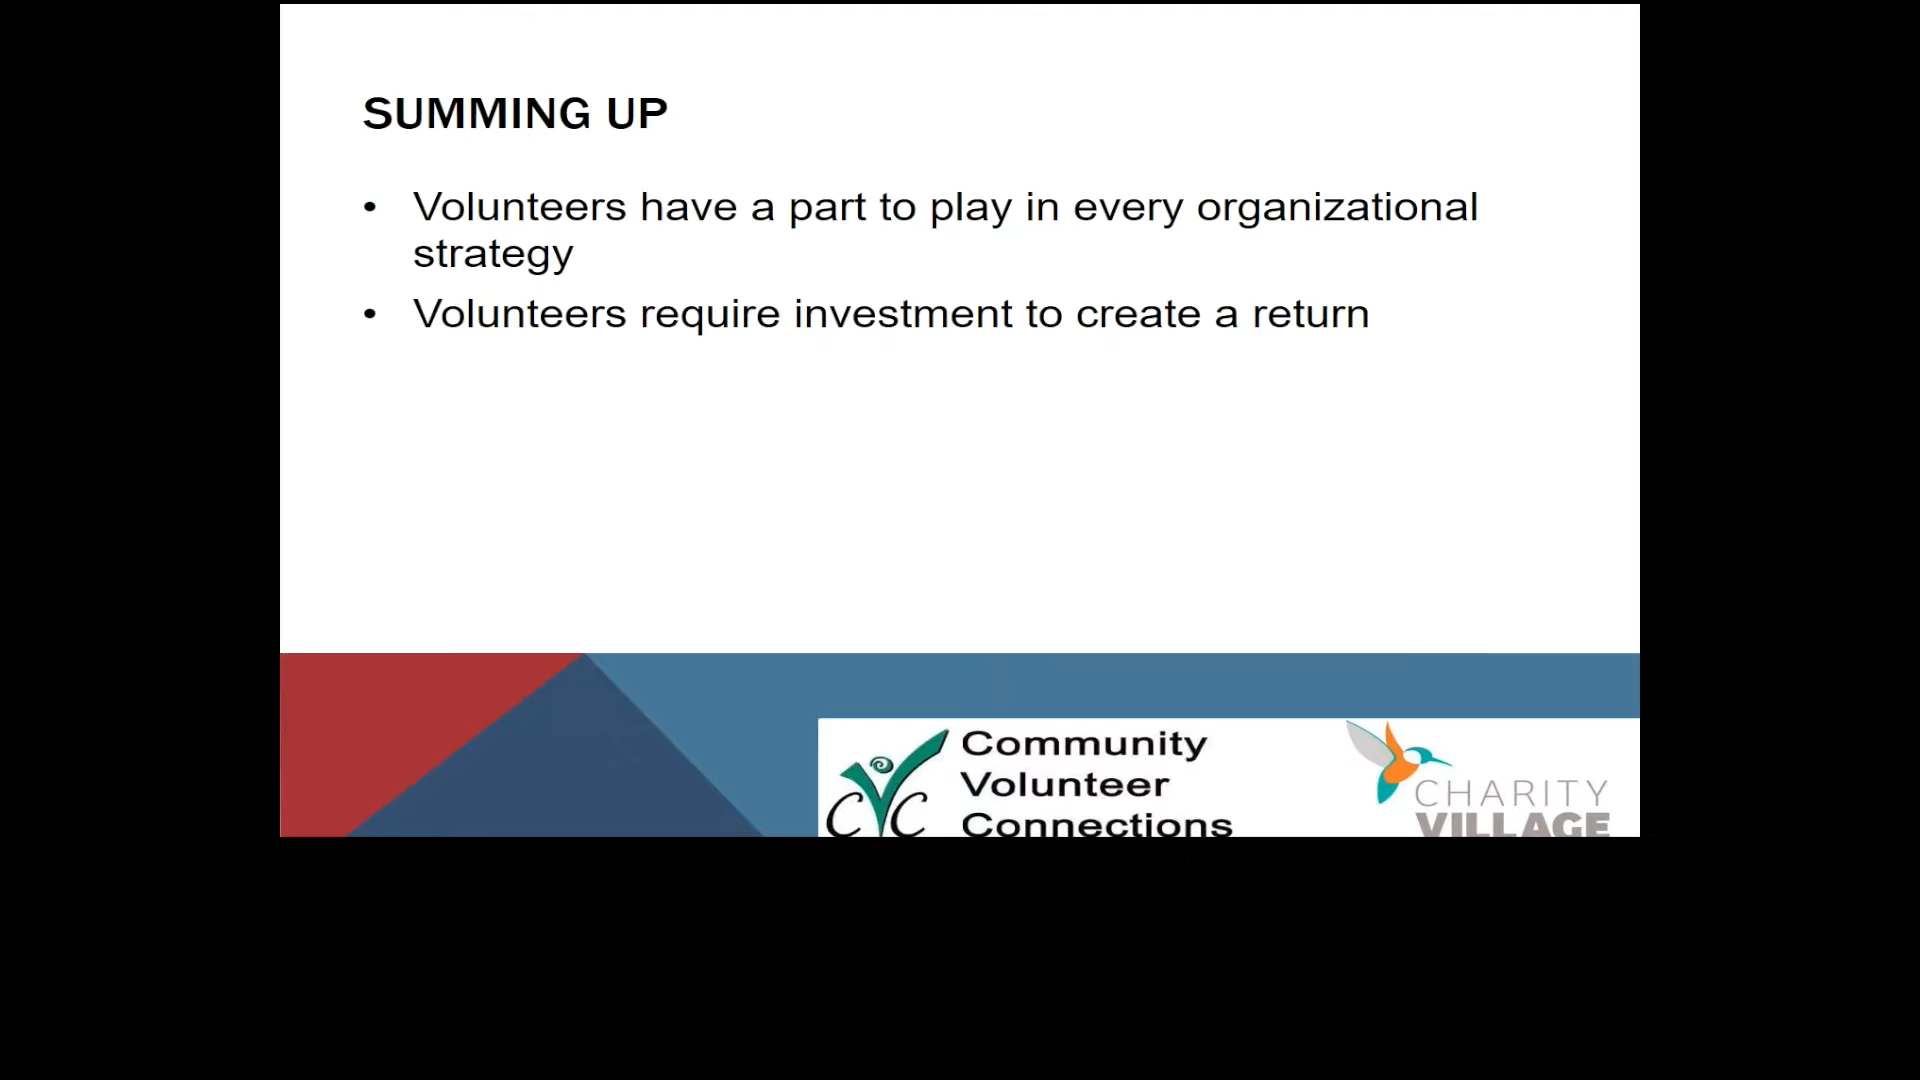 SUMMING UP
• Volunteers have a part to play in every organizational
strategy
• Volunteers require investment to create a return
CVC
Community
Volunteer
Connections
CHARITY
VILLAGE